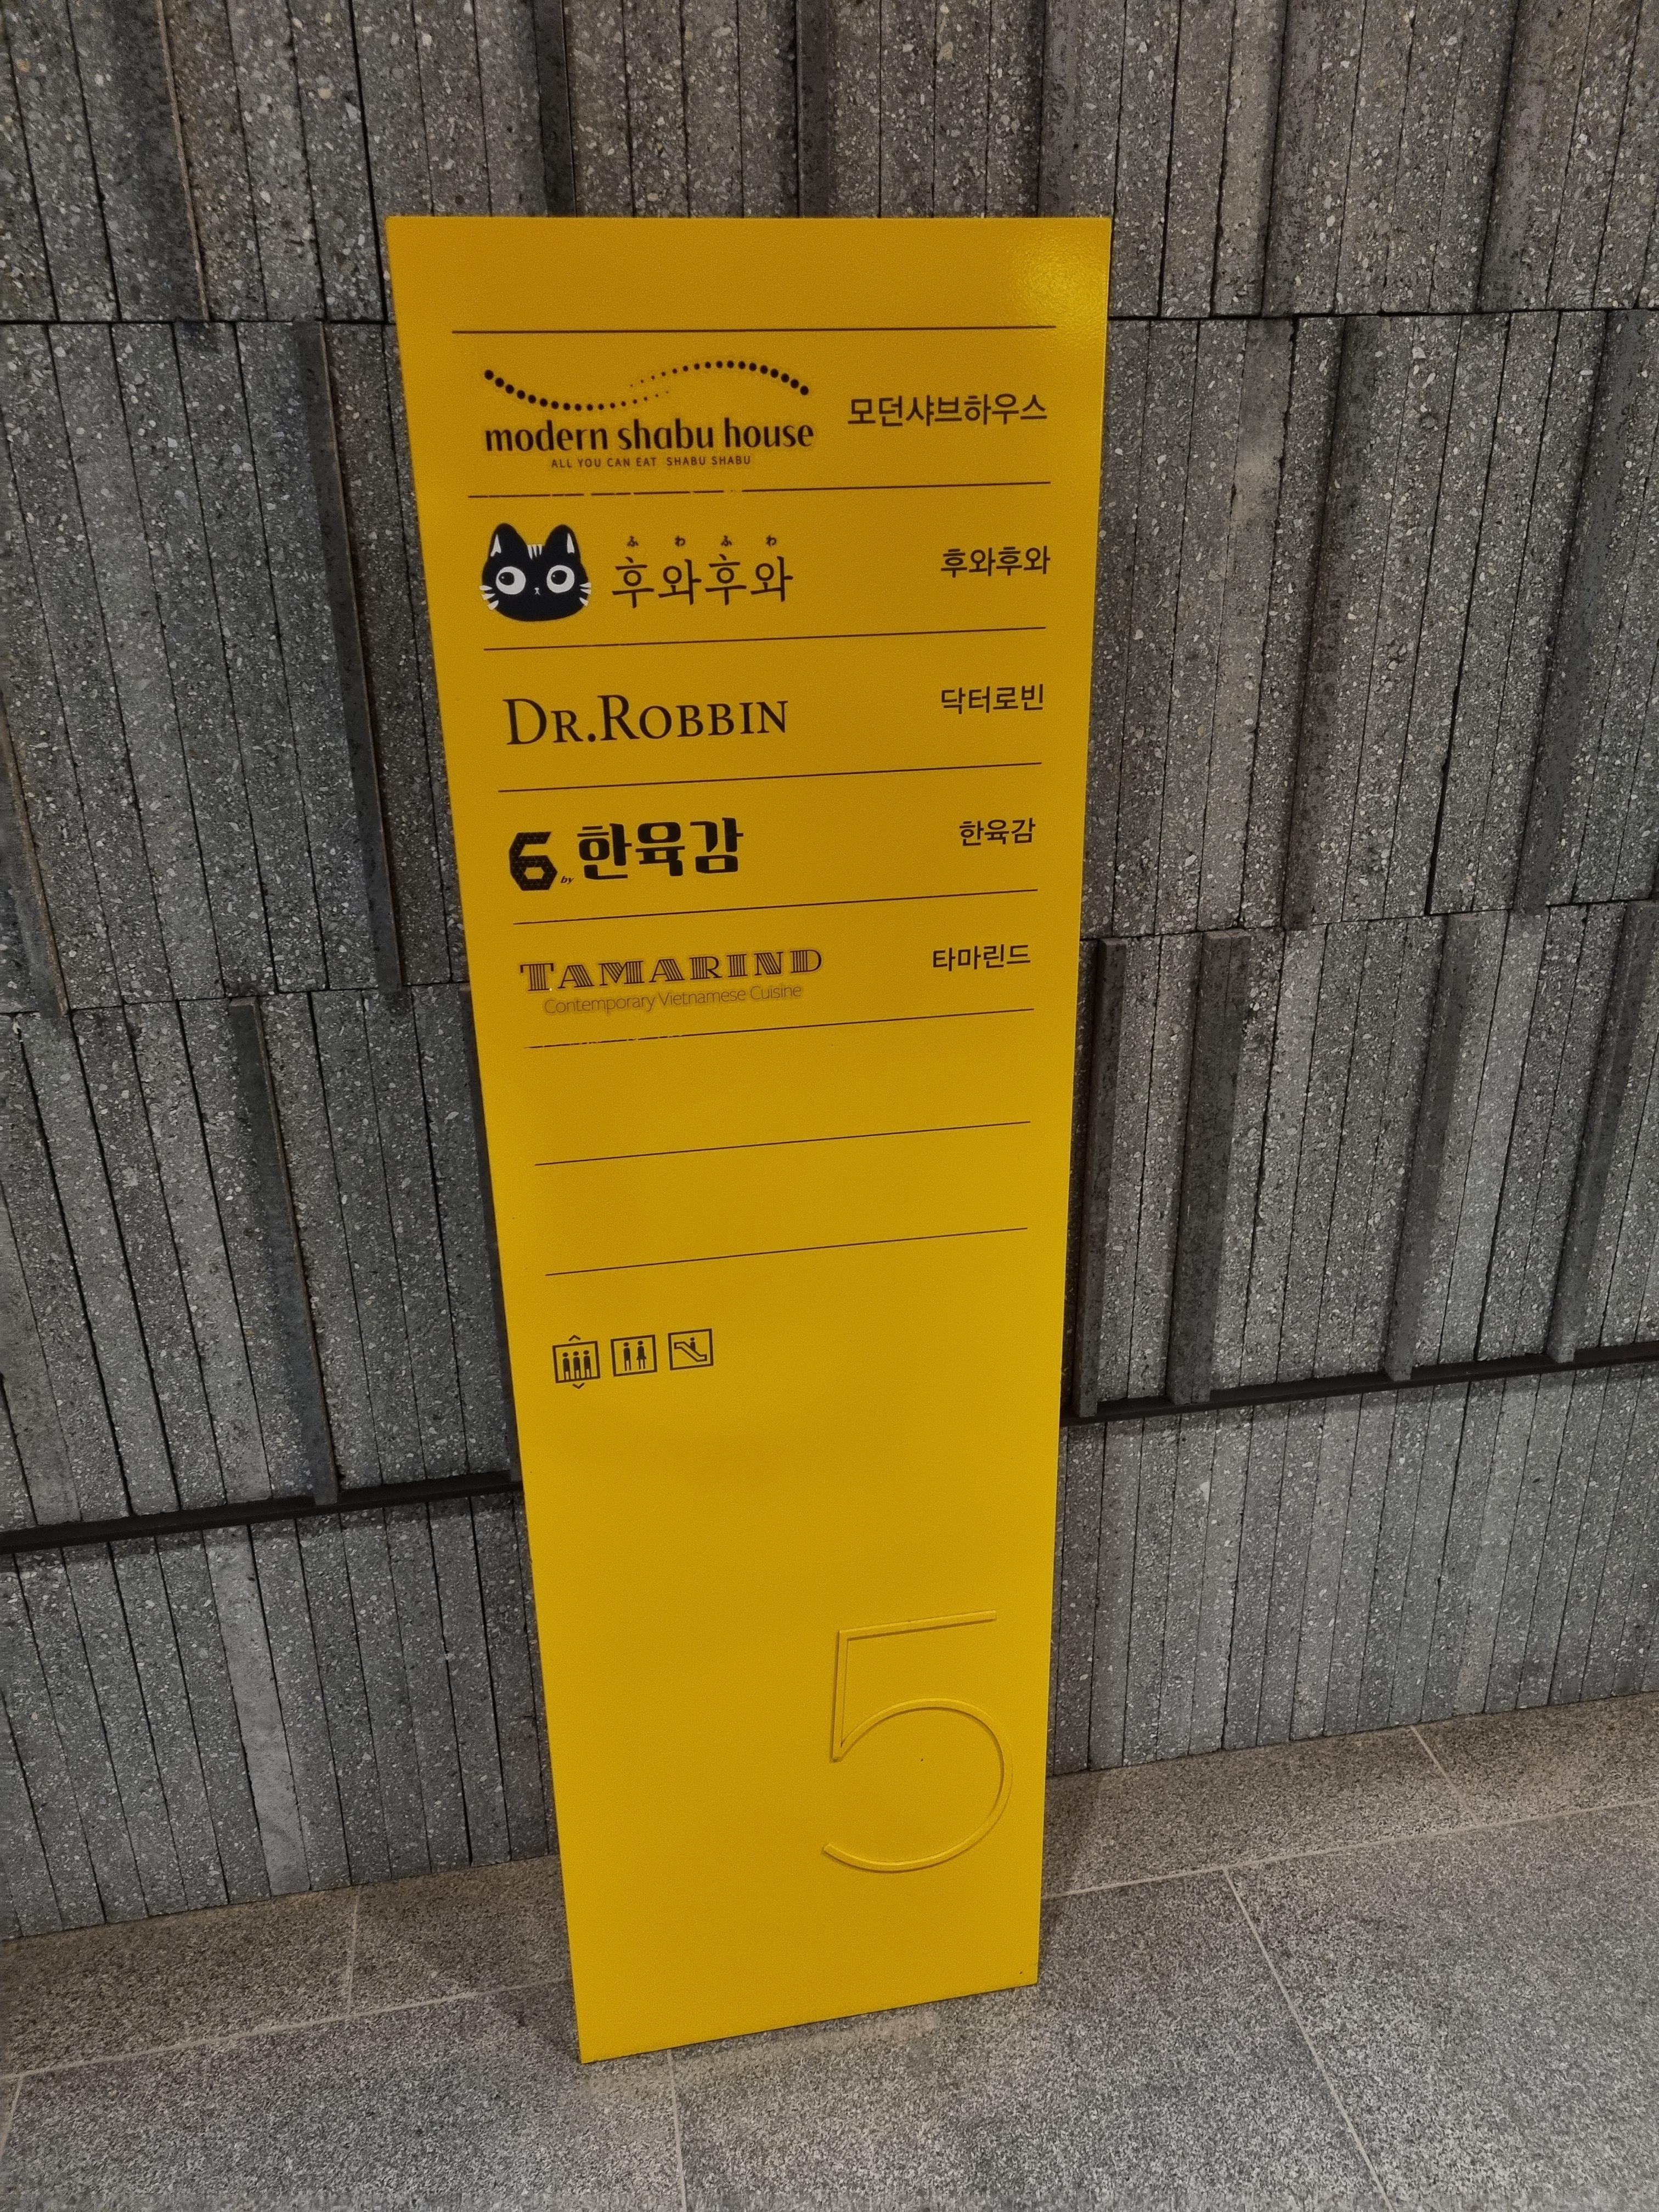 modern shabu house 모던샤브하우스
ALL YOU CAN EAT SHABU SHABU
ふ わ ふ わ
후와후와 후와후와
DR.ROBBIN 닥터로빈
6 by 한육감 한육감
TAMARIND 타마린드
Contemporary Vietnamese Cuisine
5